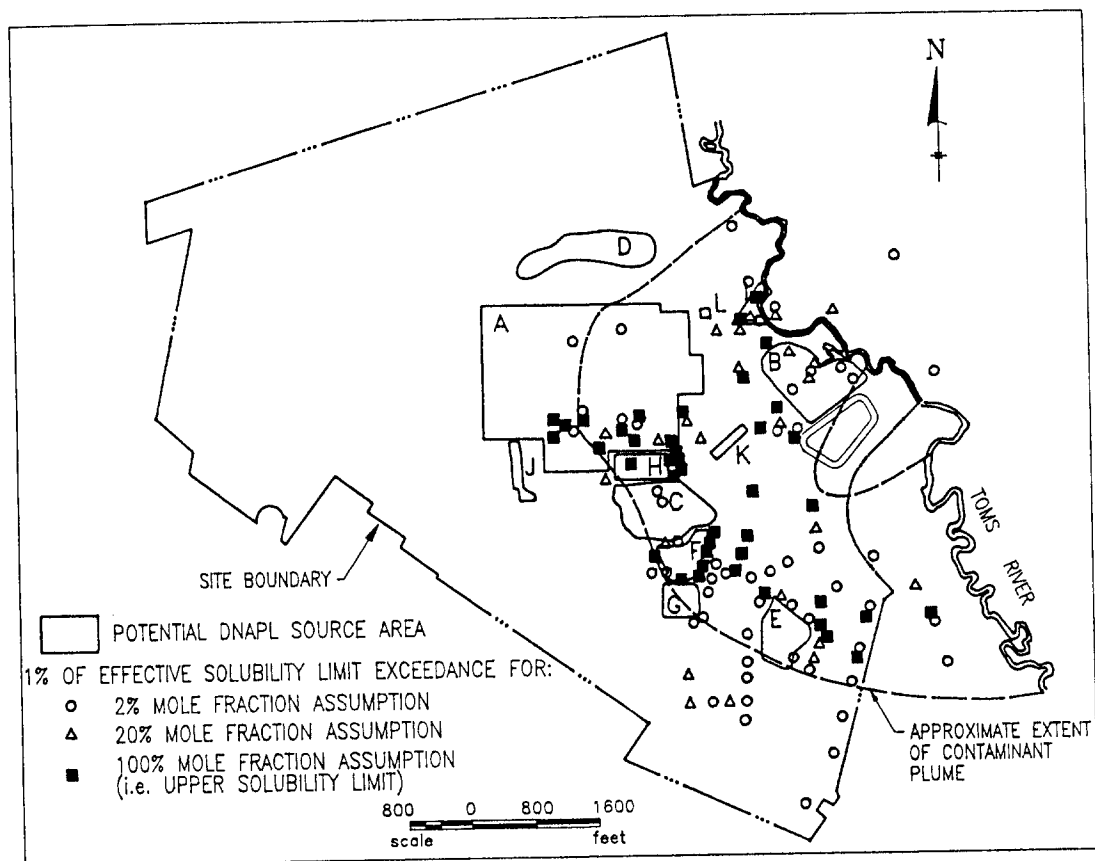 N
D
L
A
B
K
J
H
C
F
G
E
TOMS RIVER
SITE BOUNDARY
POTENTIAL DNAPL SOURCE AREA
1% OF EFFECTIVE SOLUBILITY LIMIT EXCEEDANCE FOR:
2% MOLE FRACTION ASSUMPTION
20% MOLE FRACTION ASSUMPTION
100% MOLE FRACTION ASSUMPTION
(i.e. UPPER SOLUBILITY LIMIT)
APPROXIMATE EXTENT
OF CONTAMINANT
PLUME
800 0 800 1600
scale feet